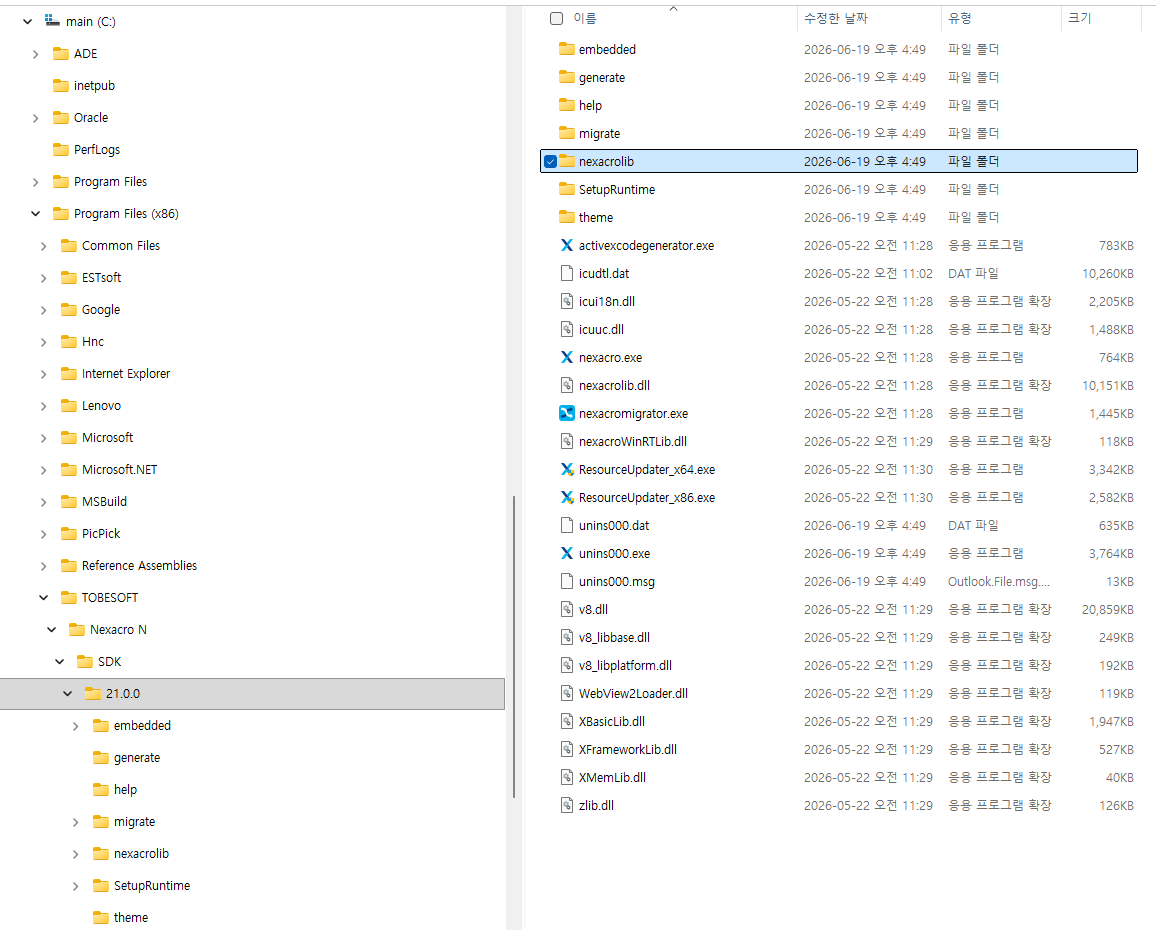 main (C:)
ADE
inetpub
Oracle
PerfLogs
Program Files
Program Files (x86)
Common Files
ESTsoft
Google
Hnc
Internet Explorer
Lenovo
Microsoft
Microsoft.NET
MSBuild
PicPick
Reference Assemblies
TOBESOFT
Nexacro N
SDK
21.0.0
embedded
generate
help
migrate
nexacrolib
SetupRuntime
theme
이름 수정한 날짜 유형 크기
embedded 2026-06-19 오후 4:49 파일 폴더
generate 2026-06-19 오후 4:49 파일 폴더
help 2026-06-19 오후 4:49 파일 폴더
migrate 2026-06-19 오후 4:49 파일 폴더
nexacrolib 2026-06-19 오후 4:49 파일 폴더
SetupRuntime 2026-06-19 오후 4:49 파일 폴더
theme 2026-06-19 오후 4:49 파일 폴더
activexcodegenerator.exe 2026-05-22 오전 11:28 응용 프로그램 783KB
icudtl.dat 2026-05-22 오전 11:02 DAT 파일 10,260KB
icui18n.dll 2026-05-22 오전 11:28 응용 프로그램 확장 2,205KB
icuuc.dll 2026-05-22 오전 11:28 응용 프로그램 확장 1,488KB
nexacro.exe 2026-05-22 오전 11:28 응용 프로그램 764KB
nexacrolib.dll 2026-05-22 오전 11:28 응용 프로그램 확장 10,151KB
nexacromigrator.exe 2026-05-22 오전 11:28 응용 프로그램 1,445KB
nexacroWinRTLib.dll 2026-05-22 오전 11:29 응용 프로그램 확장 118KB
ResourceUpdater_x64.exe 2026-05-22 오전 11:30 응용 프로그램 3,342KB
ResourceUpdater_x86.exe 2026-05-22 오전 11:30 응용 프로그램 2,582KB
unins000.dat 2026-06-19 오후 4:49 DAT 파일 635KB
unins000.exe 2026-06-19 오후 4:49 응용 프로그램 3,764KB
unins000.msg 2026-06-19 오후 4:49 Outlook.File.msg.... 13KB
v8.dll 2026-05-22 오전 11:29 응용 프로그램 확장 20,859KB
v8_libbase.dll 2026-05-22 오전 11:29 응용 프로그램 확장 249KB
v8_libplatform.dll 2026-05-22 오전 11:29 응용 프로그램 확장 192KB
WebView2Loader.dll 2026-05-22 오전 11:29 응용 프로그램 확장 119KB
XBasicLib.dll 2026-05-22 오전 11:29 응용 프로그램 확장 1,947KB
XFrameworkLib.dll 2026-05-22 오전 11:29 응용 프로그램 확장 527KB
XMemLib.dll 2026-05-22 오전 11:29 응용 프로그램 확장 40KB
zlib.dll 2026-05-22 오전 11:29 응용 프로그램 확장 126KB